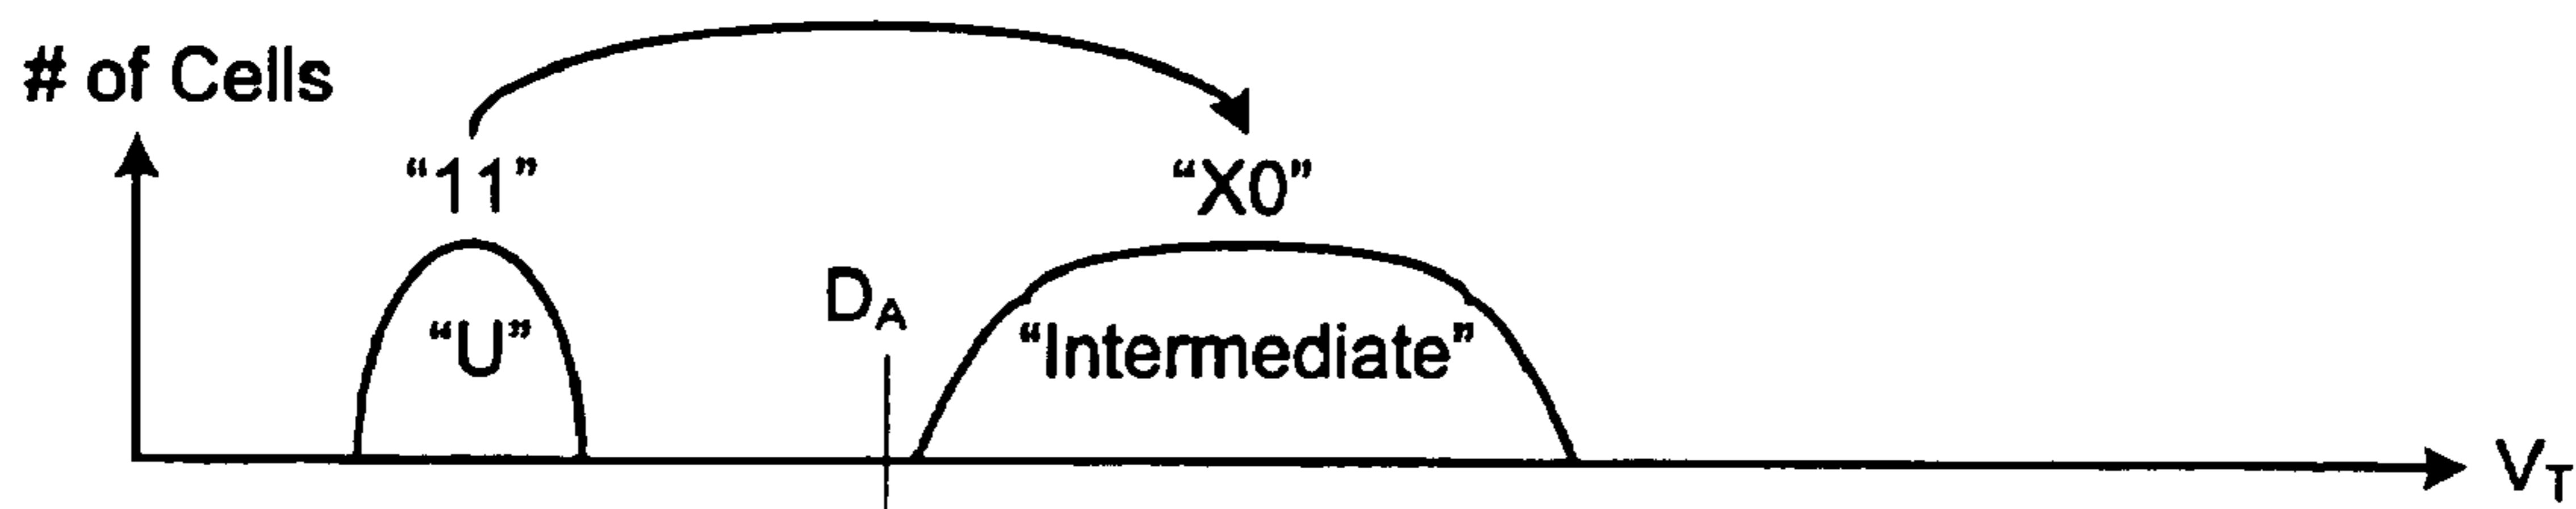 # of Cells
“11”
“X0”
“U”
D_A
“Intermediate”
V_T